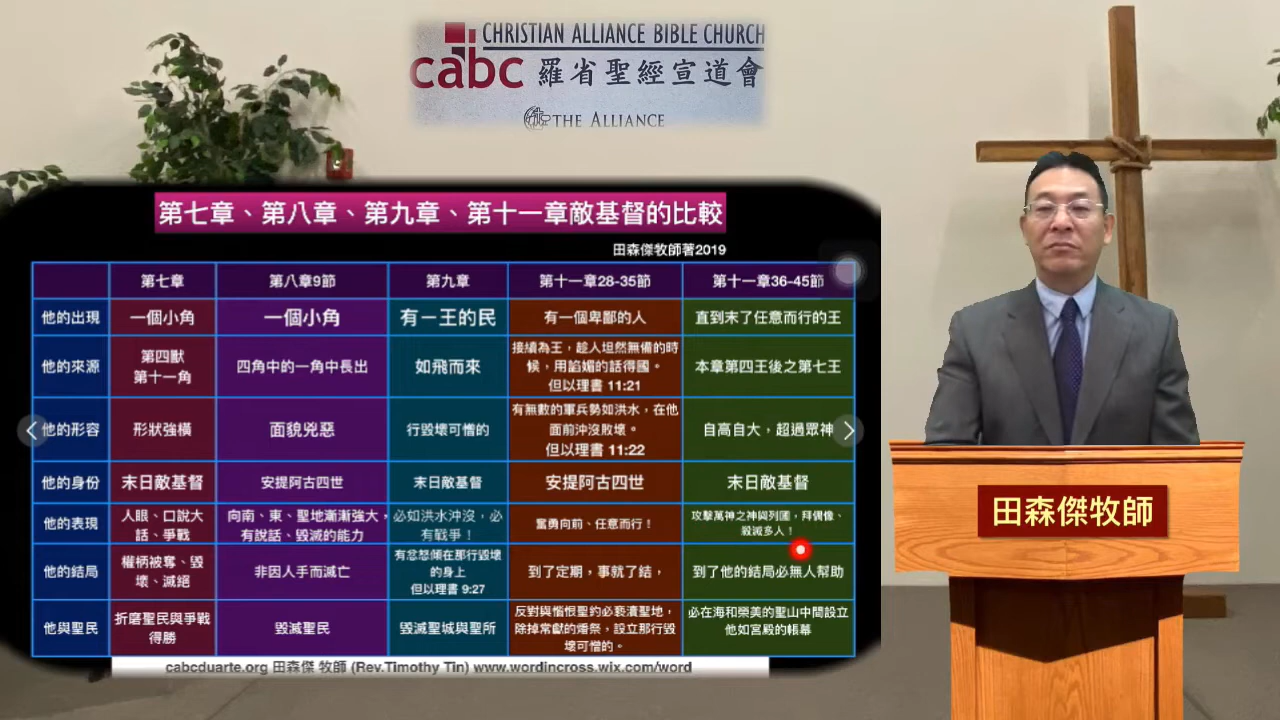 CHRISTIAN ALLIANCE BIBLE CHURCH
cabc 羅省聖經宣道會
THE ALLIANCE
第七章、第八章、第九章、第十一章敵基督的比較
田森傑牧師著2019
第七章 第八章9節 第九章 第十一章28-35節 第十一章36-45節
他的出現 一個小角 一個小角 有一王的民 有一個卑鄙的人 直到末了任意而行的王
他的來源 第四獸 第十一角 四角中的一角中長出 如飛而來 接續為王，趁人坦然無備的時候，用諂媚的話得國。 但以理書 11:21 本章第四王後之第七王
他的形容 形狀強橫 面貌兇惡 行毀壞可憎的 有無數的軍兵勢如洪水，在他面前沖沒敗壞。 但以理書 11:22 自高自大，超過眾神
他的身份 末日敵基督 安提阿古四世 末日敵基督 安提阿古四世 末日敵基督
他的表現 人眼、口說大話、爭戰 向南、東、聖地漸漸強大，有說話、毀滅的能力 必如洪水沖沒，必有戰爭！ 奮勇向前、任意而行！ 攻擊萬神之神與列國，拜偶像、毀滅多人！
他的結局 權柄被奪、毀壞、滅絕 非因人手而滅亡 有忿怒傾在那行毀壞的身上 但以理書 9:27 到了定期，事就了結， 到了他的結局必無人幫助
他與聖民 折磨聖民與爭戰得勝 毀滅聖民 毀滅聖城與聖所 反對與惱恨聖約必褻瀆聖地，除掉常獻的燔祭，設立那行毀壞可憎的。 必在海和榮美的聖山中間設立他如宮殿的帳幕
cabcduarte.org 田森傑 牧師 (Rev.Timothy Tin) www.wordincross.wix.com/word
田森傑牧師